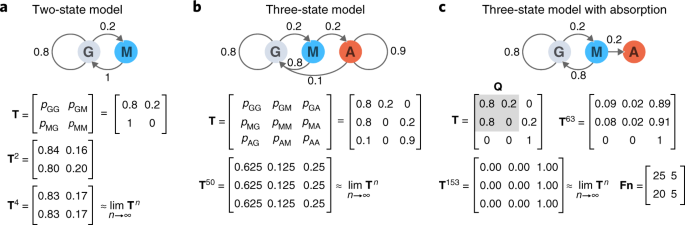 a Two-state model
0.2
0.8 G M
1
T = [ pGG pGM ; pMG pMM ] = [ 0.8 0.2 ; 1 0 ]
T2 = [ 0.84 0.16 ; 0.80 0.20 ]
T4 = [ 0.83 0.17 ; 0.83 0.17 ] ≈ lim n→∞ Tn
b Three-state model
0.2 0.2
0.8 G M A 0.9
0.8
0.1
T = [ pGG pGM pGA ; pMG pMM pMA ; pAG pAM pAA ] = [ 0.8 0.2 0 ; 0.8 0 0.2 ; 0.1 0 0.9 ]
T50 = [ 0.625 0.125 0.25 ; 0.625 0.125 0.25 ; 0.625 0.125 0.25 ] ≈ lim n→∞ Tn
c Three-state model with absorption
0.2
0.8 G M 0.2 A
0.8
Q
T = [ 0.8 0.2 0 ; 0.8 0 0.2 ; 0 0 1 ]
T63 = [ 0.09 0.02 0.89 ; 0.08 0.02 0.91 ; 0 0 1 ]
T153 = [ 0.00 0.00 1.00 ; 0.00 0.00 1.00 ; 0.00 0.00 1.00 ] ≈ lim n→∞ Tn
Fn = [ 25 5 ; 20 5 ]